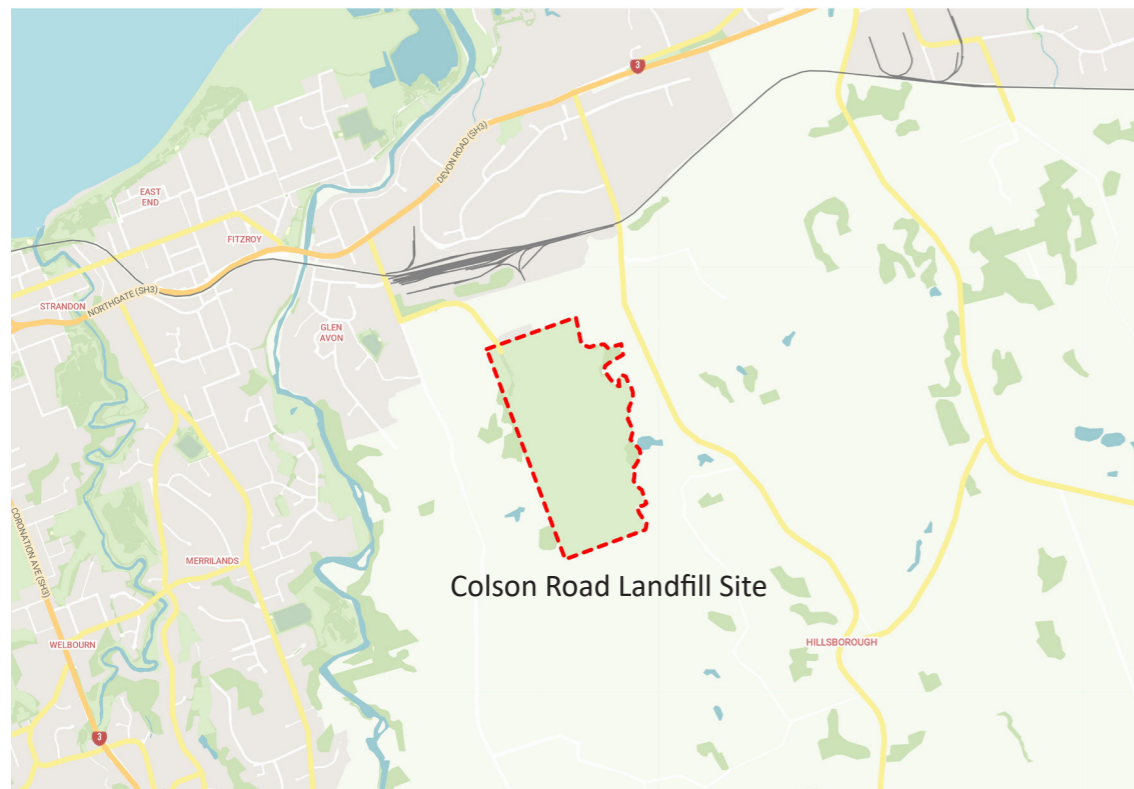 3
DEVON ROAD (SH3)
EAST
END
FITZROY
STRANDON
NORTHGATE (SH3)
GLEN
AVON
Colson Road Landfill Site
CORONATION AVE (SH3)
MERRILANDS
WELBOURN
HILLSBOROUGH
3